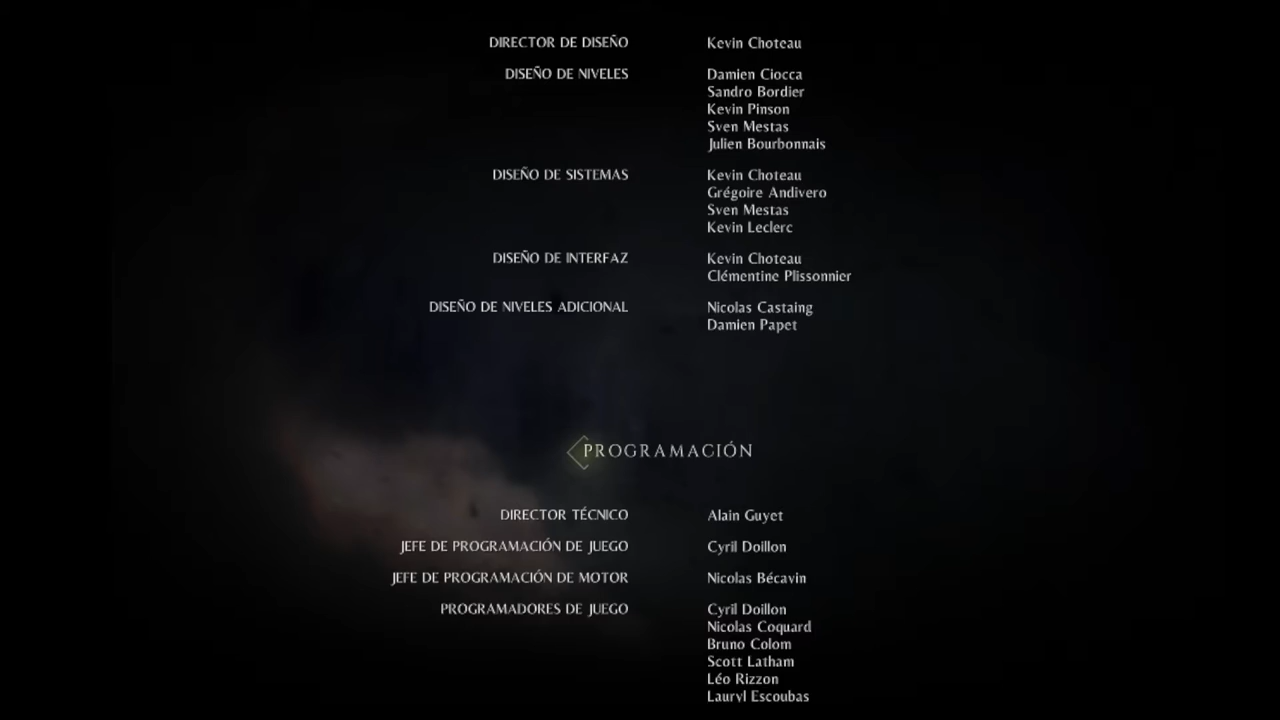 DIRECTOR DE DISEÑO Kevin Choteau
DISEÑO DE NIVELES Damien Ciocca
Sandro Bordier
Kevin Pinson
Sven Mestas
Julien Bourbonnais
DISEÑO DE SISTEMAS Kevin Choteau
Grégoire Andivero
Sven Mestas
Kevin Leclerc
DISEÑO DE INTERFAZ Kevin Choteau
Clémentine Plissonnier
DISEÑO DE NIVELES ADICIONAL Nicolas Castaing
Damien Papet
PROGRAMACIÓN
DIRECTOR TÉCNICO Alain Guyet
JEFE DE PROGRAMACIÓN DE JUEGO Cyril Doillon
JEFE DE PROGRAMACIÓN DE MOTOR Nicolas Bécavin
PROGRAMADORES DE JUEGO Cyril Doillon
Nicolas Coquard
Bruno Colom
Scott Latham
Léo Rizzon
Lauryl Escoubas